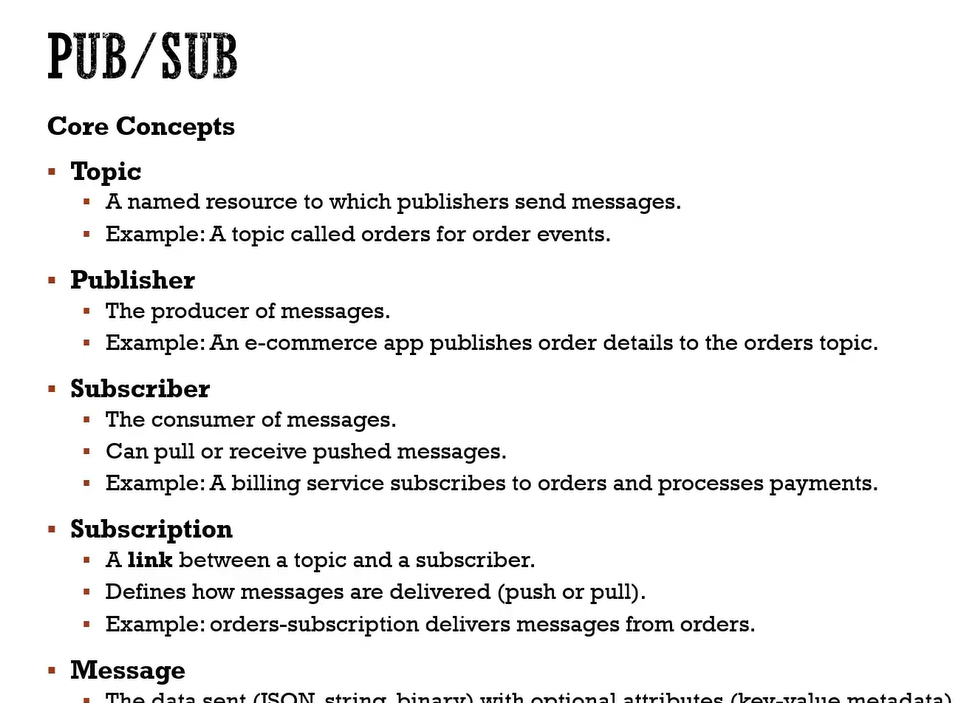 PUB/SUB
Core Concepts
▪ Topic
▪ A named resource to which publishers send messages.
▪ Example: A topic called orders for order events.
▪ Publisher
▪ The producer of messages.
▪ Example: An e-commerce app publishes order details to the orders topic.
▪ Subscriber
▪ The consumer of messages.
▪ Can pull or receive pushed messages.
▪ Example: A billing service subscribes to orders and processes payments.
▪ Subscription
▪ A link between a topic and a subscriber.
▪ Defines how messages are delivered (push or pull).
▪ Example: orders-subscription delivers messages from orders.
▪ Message
▪ The data sent (JSON, string, binary) with optional attributes (key-value metadata)